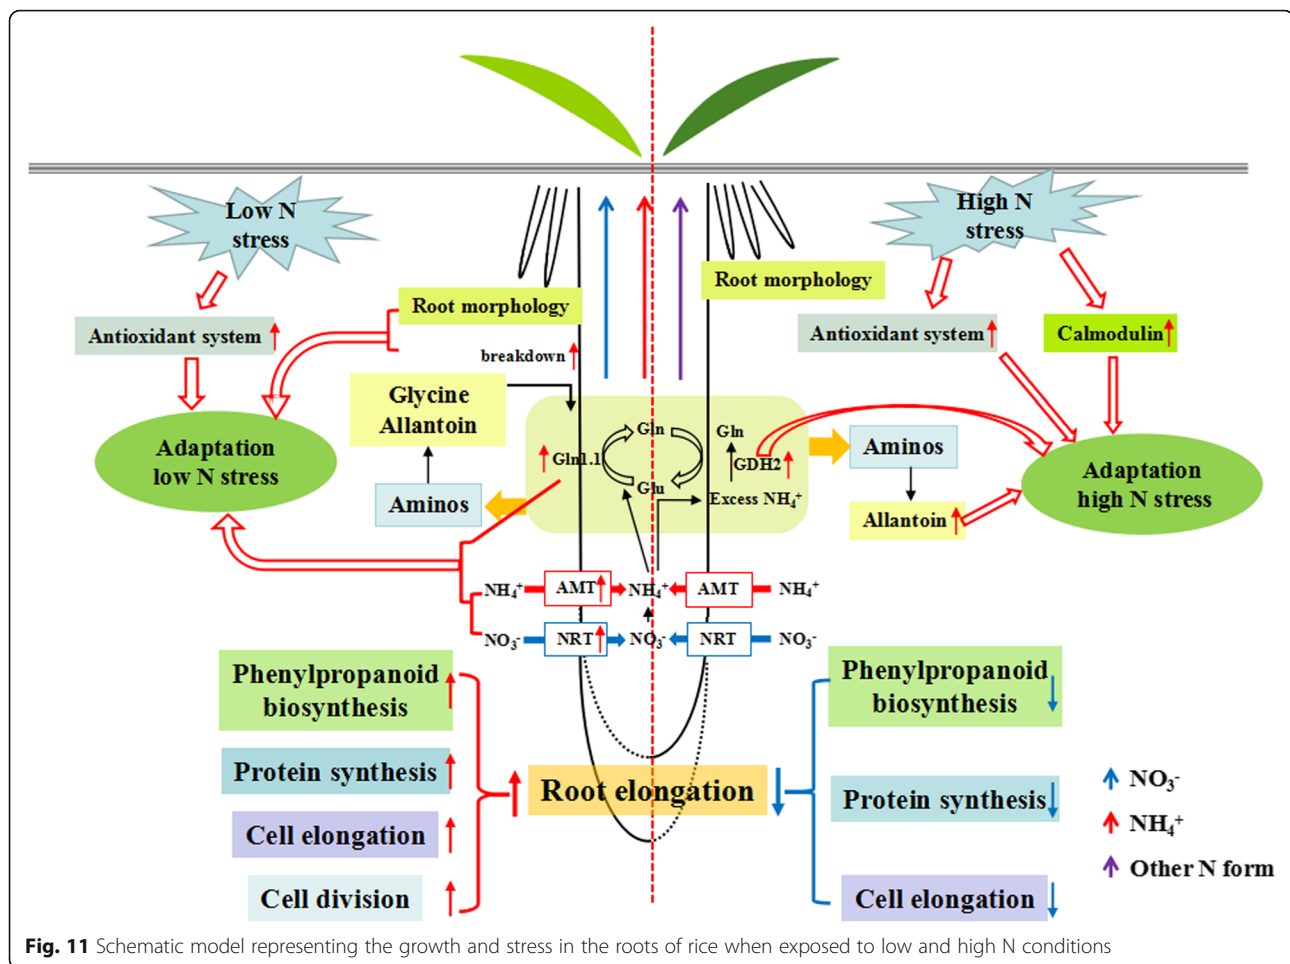 Low N
stress
High N
stress
Root morphology
Root morphology
Antioxidant system
Antioxidant system
Calmodulin
breakdown
Glycine
Allantoin
Gln
Gln
Gln1.1
GDH2
Glu
Excess NH₄⁺
Aminos
Aminos
Allantoin
Adaptation
low N stress
Adaptation
high N stress
NH₄⁺
AMT
NH₄⁺
AMT
NH₄⁺
NO₃⁻
NRT
NO₃⁻
NRT
NO₃⁻
Phenylpropanoid
biosynthesis
Protein synthesis
Cell elongation
Cell division
Root elongation
Phenylpropanoid
biosynthesis
Protein synthesis
Cell elongation
NO₃⁻
NH₄⁺
Other N form
Fig. 11 Schematic model representing the growth and stress in the roots of rice when exposed to low and high N conditions